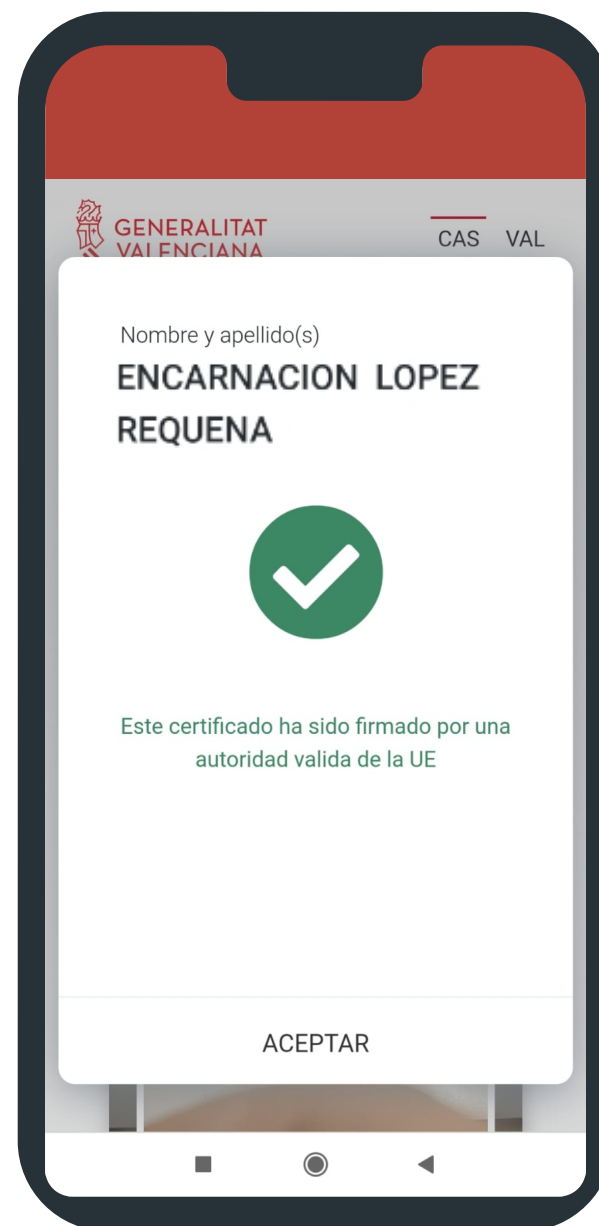 GENERALITAT
VALENCIANA
CAS VAL
Nombre y apellido(s)
ENCARNACION LOPEZ
REQUENA
Este certificado ha sido firmado por una
autoridad valida de la UE
ACEPTAR